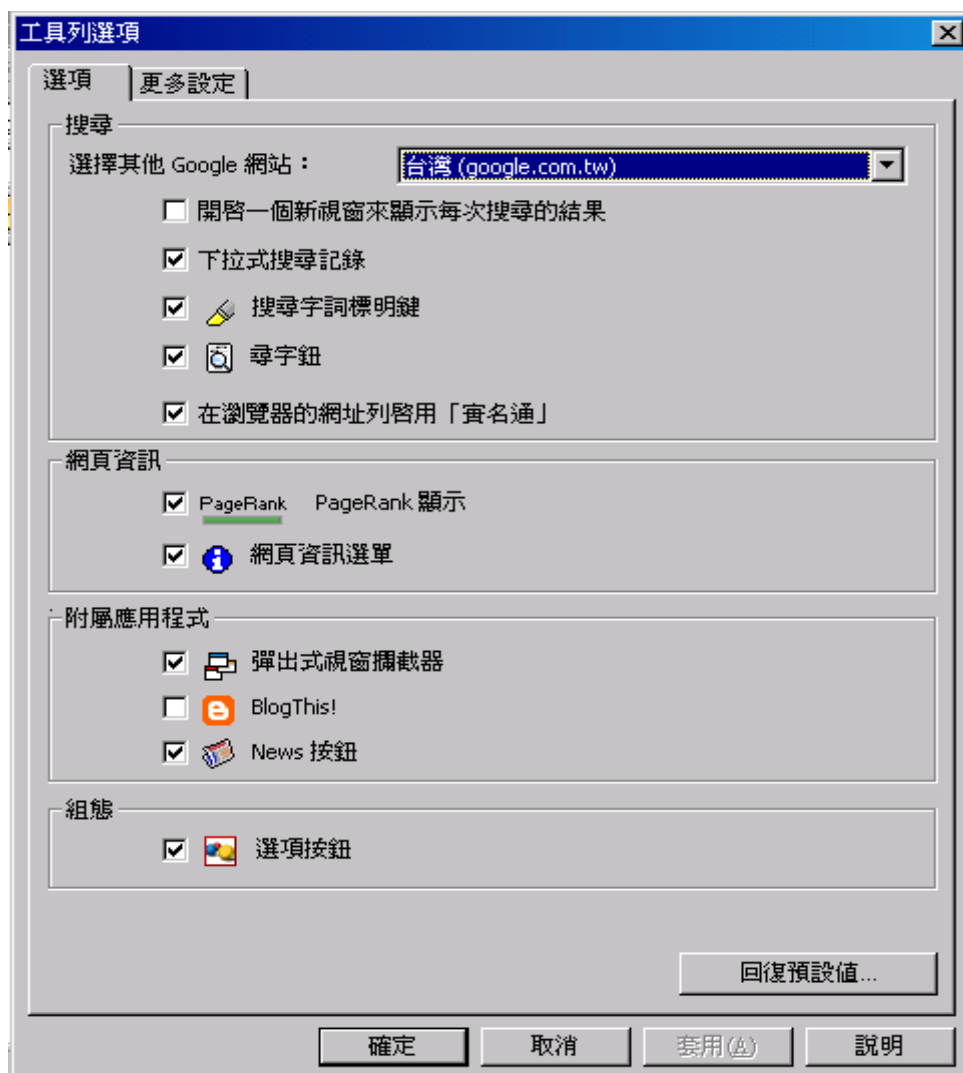 工具列選項
選項
更多設定
搜尋
選擇其他 Google 網站：
台灣 (google.com.tw)
開啓一個新視窗來顯示每次搜尋的結果
下拉式搜尋記錄
搜尋字詞標明鍵
尋字鈕
在瀏覽器的網址列啓用「實名通」
網頁資訊
PageRank PageRank 顯示
網頁資訊選單
附屬應用程式
彈出式視窗攔截器
BlogThis!
News 按鈕
組態
選項按鈕
回復預設值...
確定
取消
套用(A)
說明